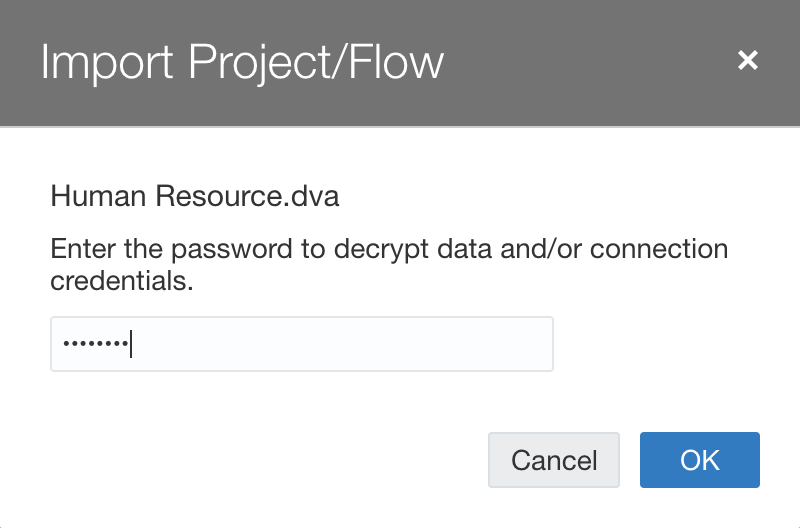 Import Project/Flow
Human Resource.dva
Enter the password to decrypt data and/or connection
credentials.
••••••••
Cancel
OK